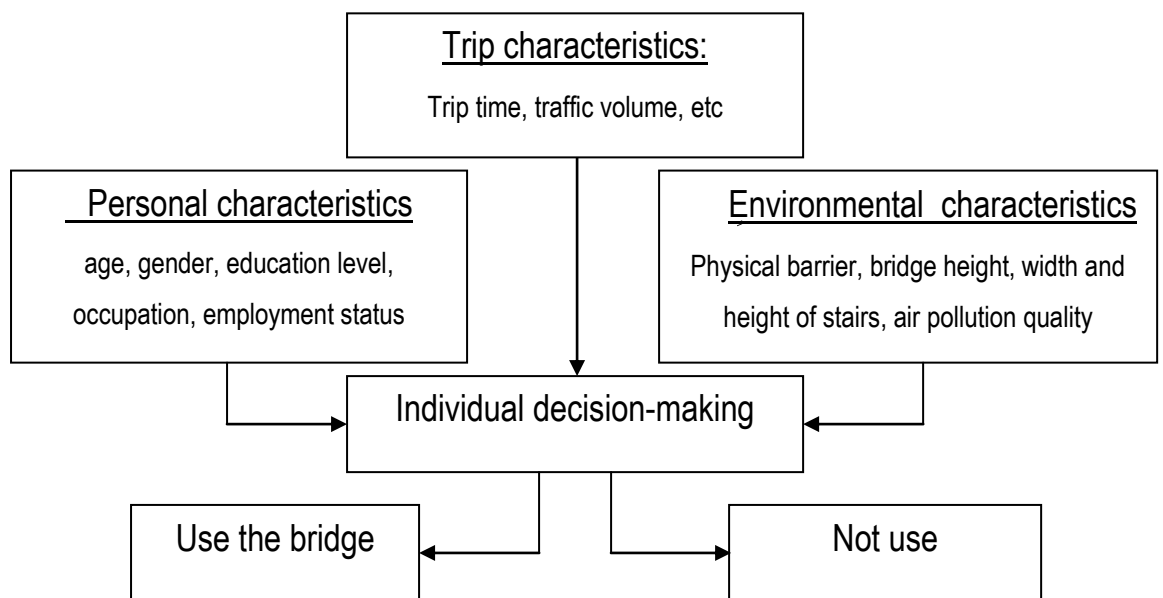 Trip characteristics:
Trip time, traffic volume, etc
Personal characteristics
age, gender, education level,
occupation, employment status
Environmental characteristics
Physical barrier, bridge height, width and
height of stairs, air pollution quality
Individual decision-making
Use the bridge
Not use